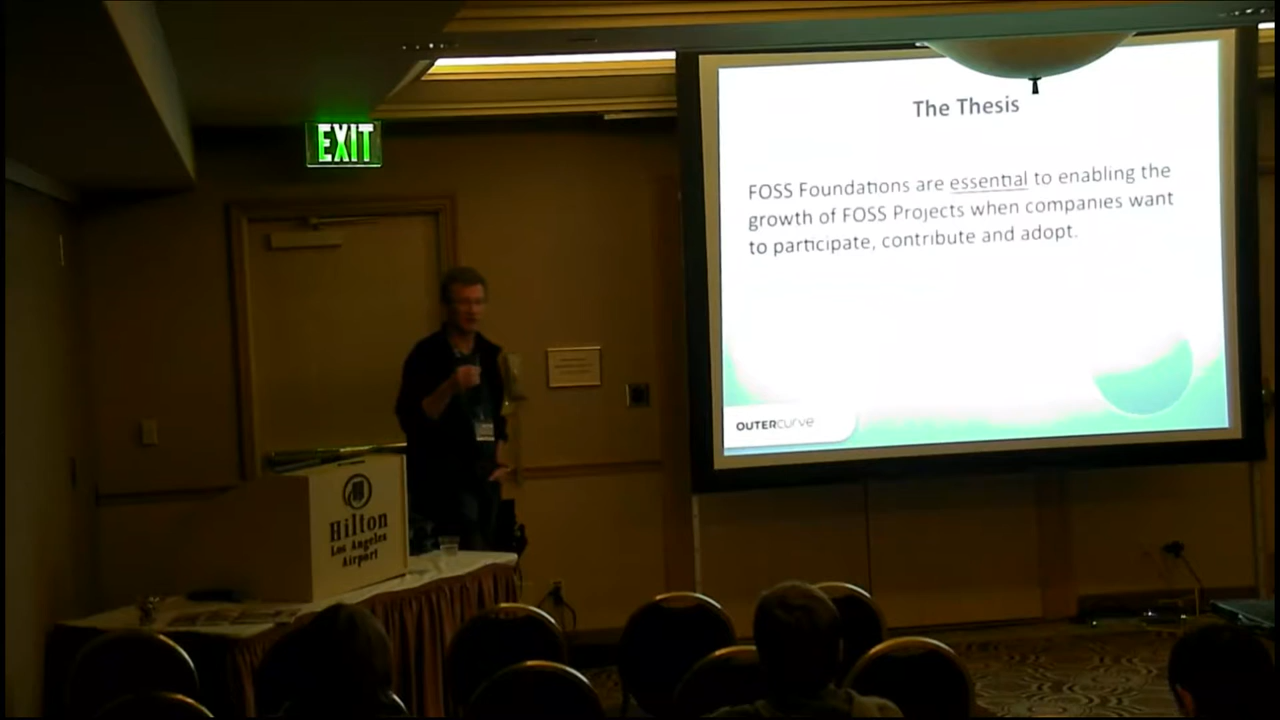 EXIT
The Thesis
FOSS Foundations are essential to enabling the
growth of FOSS Projects when companies want
to participate, contribute and adopt.
OUTERcurve
Hilton
Los Angeles
Airport